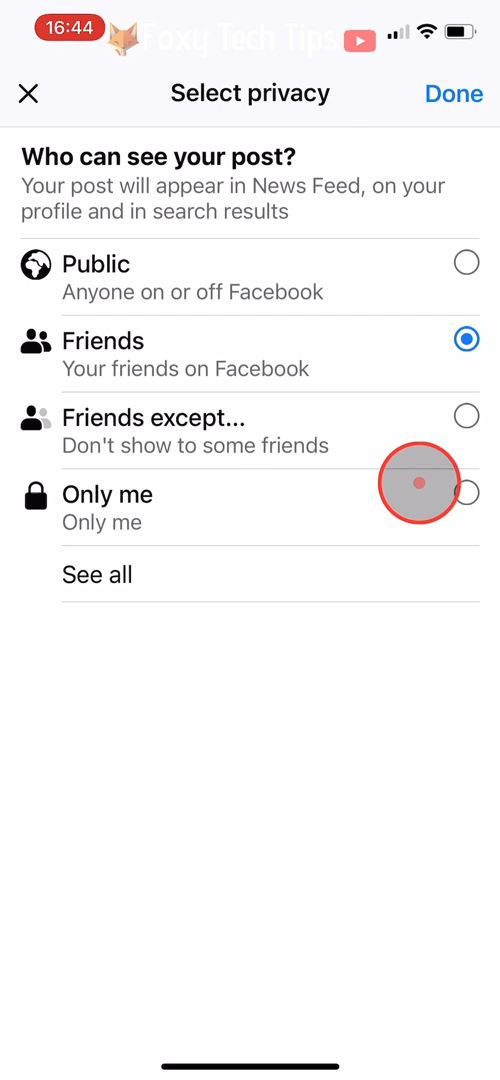 16:44
Foxy Tech Tips
Select privacy
Done
Who can see your post?
Your post will appear in News Feed, on your
profile and in search results
Public
Anyone on or off Facebook
Friends
Your friends on Facebook
Friends except...
Don't show to some friends
Only me
Only me
See all